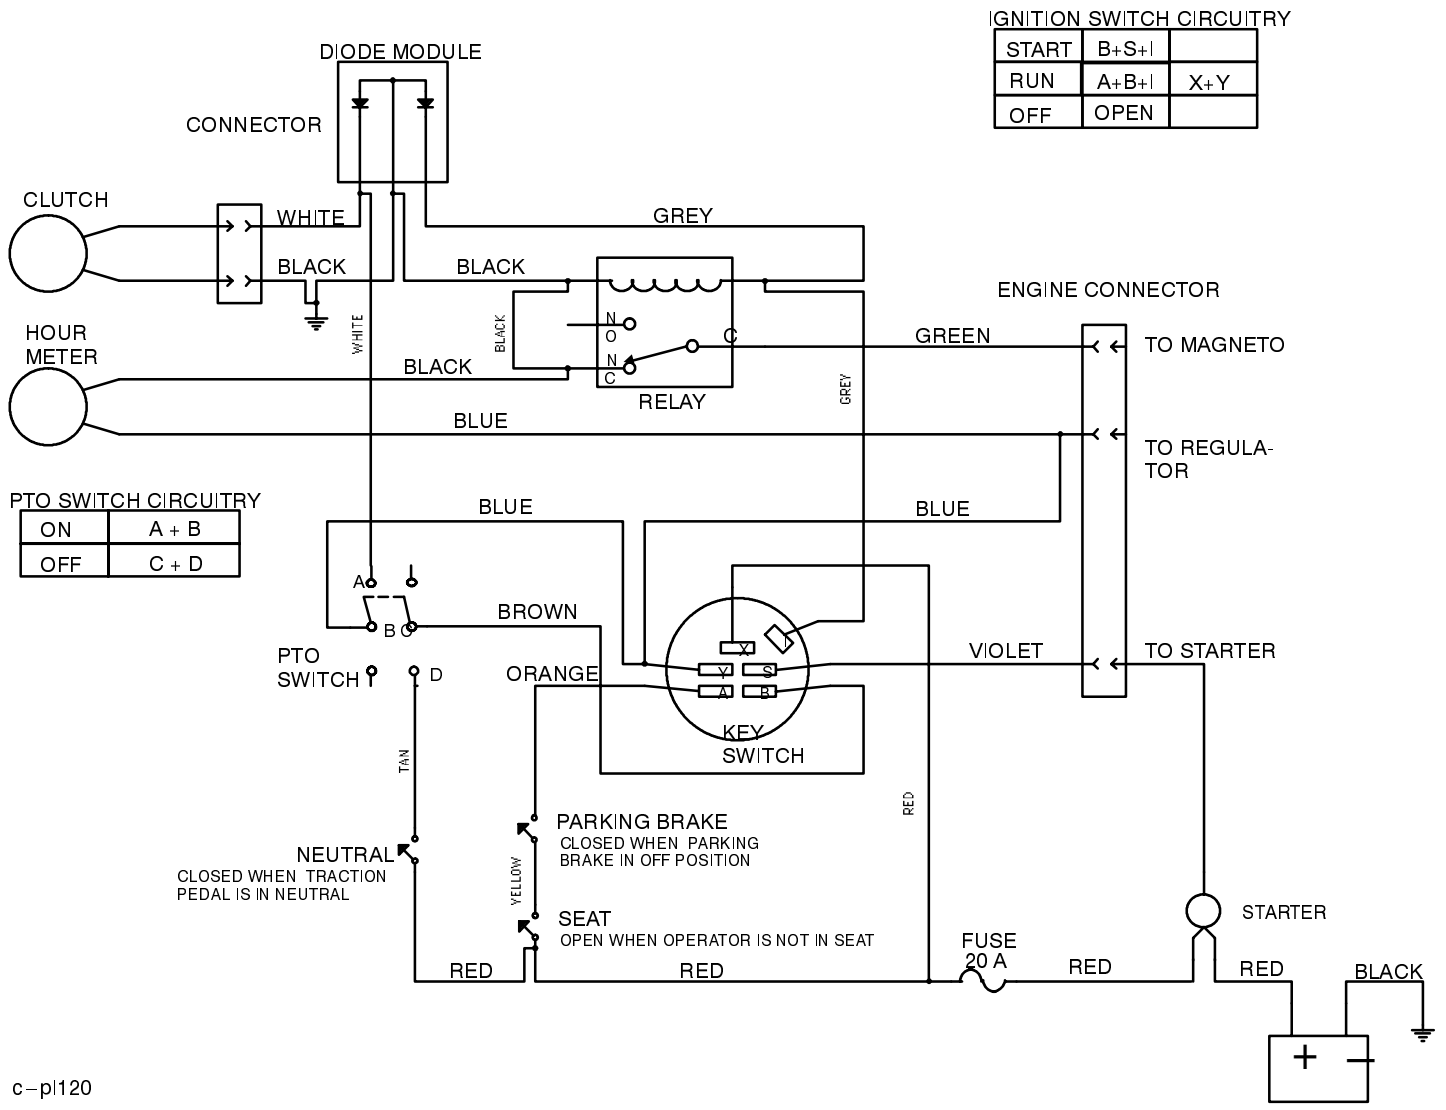 IGNITION SWITCH CIRCUITRY
START B+S+I
RUN A+B+I X+Y
OFF OPEN
DIODE MODULE
CONNECTOR
CLUTCH
WHITE
GREY
BLACK
BLACK
ENGINE CONNECTOR
HOUR
METER
WHITE
BLACK
N
O
C
N
C
GREEN
TO MAGNETO
BLACK
RELAY
GREY
BLUE
TO REGULA-
TOR
PTO SWITCH CIRCUITRY
ON A + B
OFF C + D
BLUE
BLUE
A
B C
BROWN
PTO
SWITCH
D
ORANGE
X
I
Y
S
A
B
KEY
SWITCH
VIOLET
TO STARTER
TAN
RED
PARKING BRAKE
CLOSED WHEN PARKING
BRAKE IN OFF POSITION
NEUTRAL
CLOSED WHEN TRACTION
PEDAL IS IN NEUTRAL
YELLOW
SEAT
OPEN WHEN OPERATOR IS NOT IN SEAT
STARTER
FUSE
20 A
RED
RED
RED
RED
BLACK
+ −
c-pl120